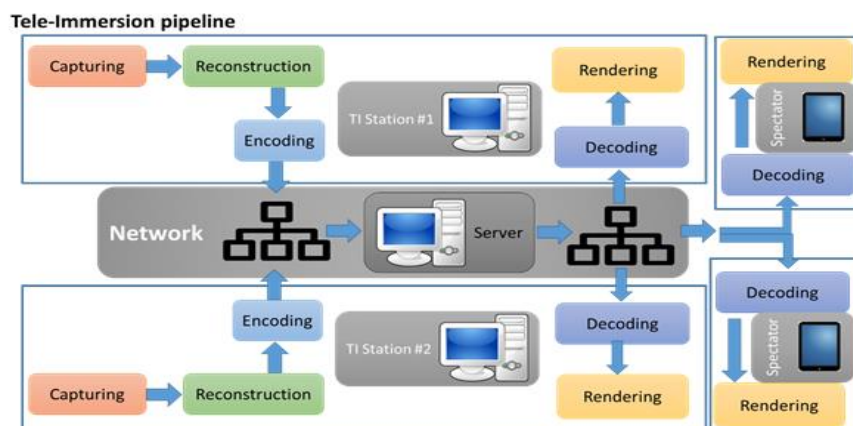 Tele-Immersion pipeline
Capturing
Reconstruction
Encoding
TI Station #1
Rendering
Decoding
Rendering
Spectator
Decoding
Network
Server
Encoding
TI Station #2
Capturing
Reconstruction
Decoding
Rendering
Decoding
Spectator
Rendering